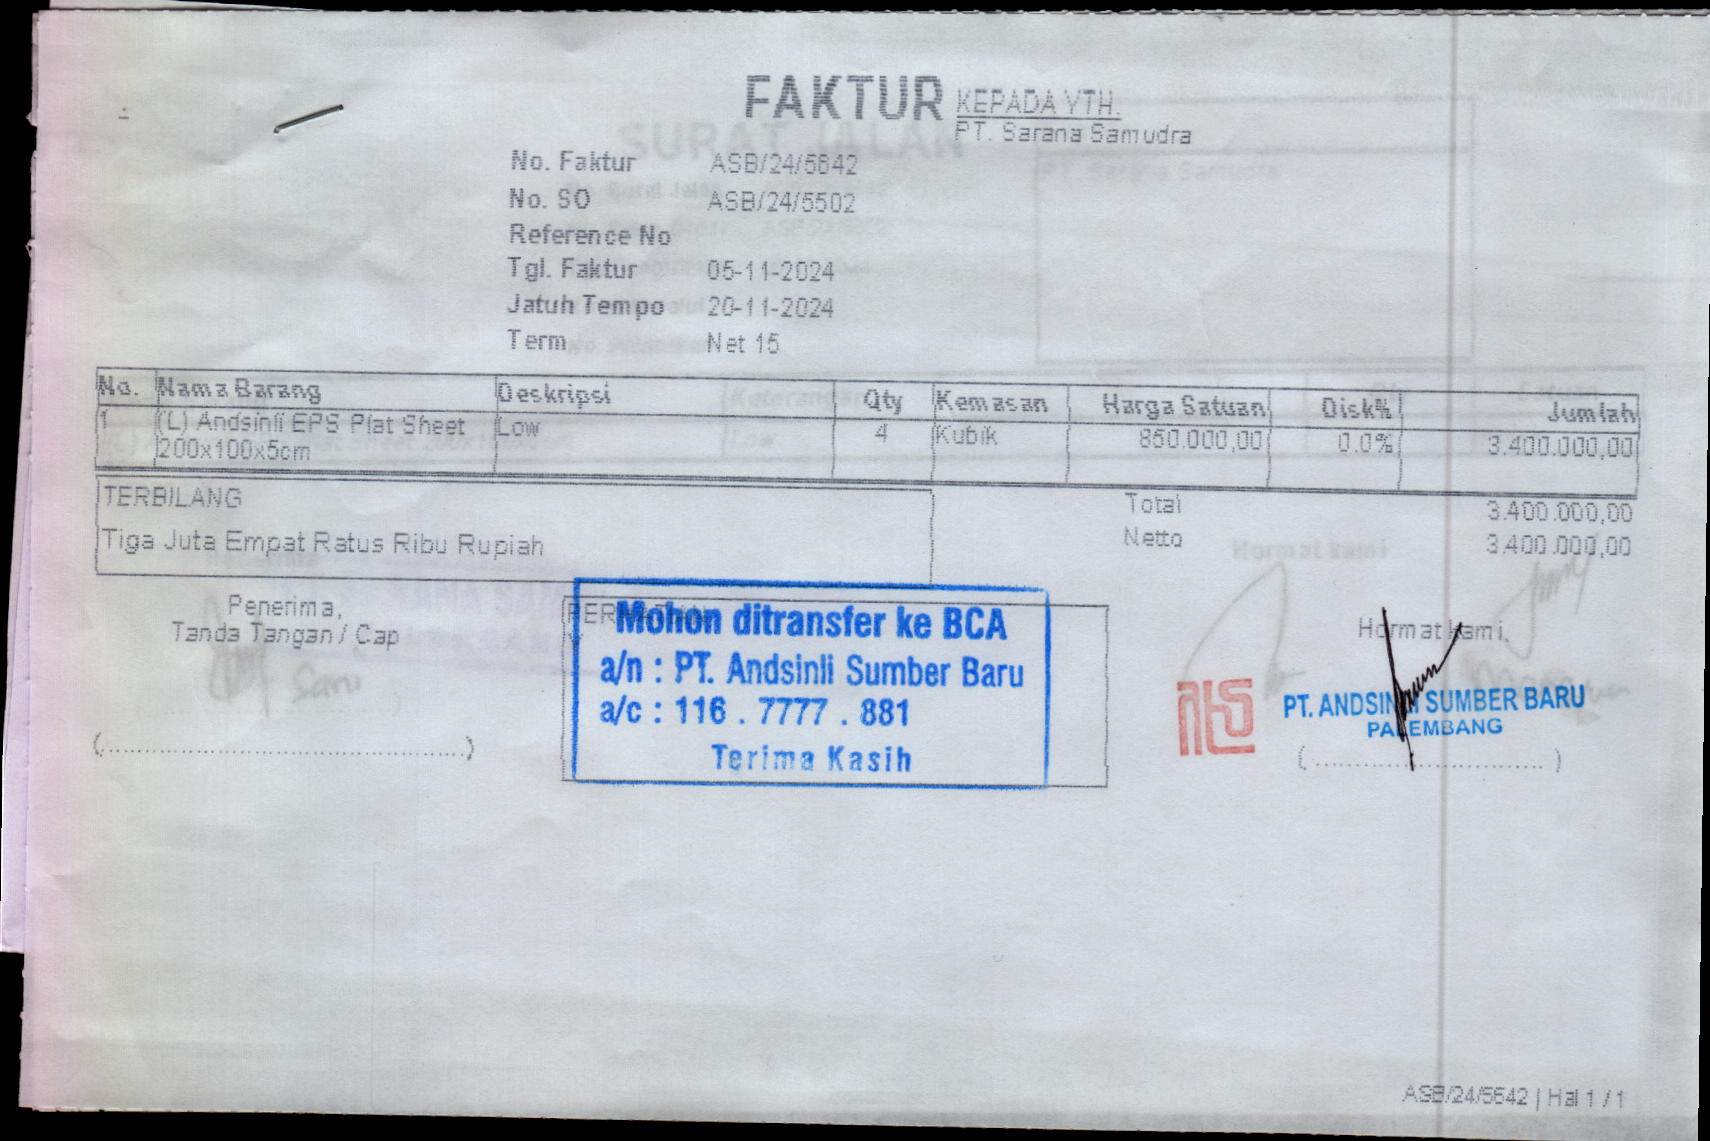 FAKTUR
KEPADA YTH.
PT. Sarana Samudra
SURAT JALAN
No. Faktur ASB/24/5642
No. SO ASB/24/5502
Reference No
Tgl. Faktur 05-11-2024
Jatuh Tempo 20-11-2024
Term Net 15
No. Nama Barang Deskripsi Qty Kemasan Harga Satuan Disk% Jumlah
1 (L) Andsinli EPS Plat Sheet Low 4 Kubik 850.000,00 0.0% 3.400.000,00
200x100x5cm
TERBILANG
Tiga Juta Empat Ratus Ribu Rupiah
Total 3.400.000,00
Netto 3.400.000,00
Hormat kami
Penerima,
Tanda Tangan / Cap
(........................................)
Mohon ditransfer ke BCA
a/n : PT. Andsinli Sumber Baru
a/c : 116 . 7777 . 881
Terima Kasih
Hormat kami,
PT. ANDSINLI SUMBER BARU
PALEMBANG
(..............................)
ASB/24/5642 | Hal 1 / 1